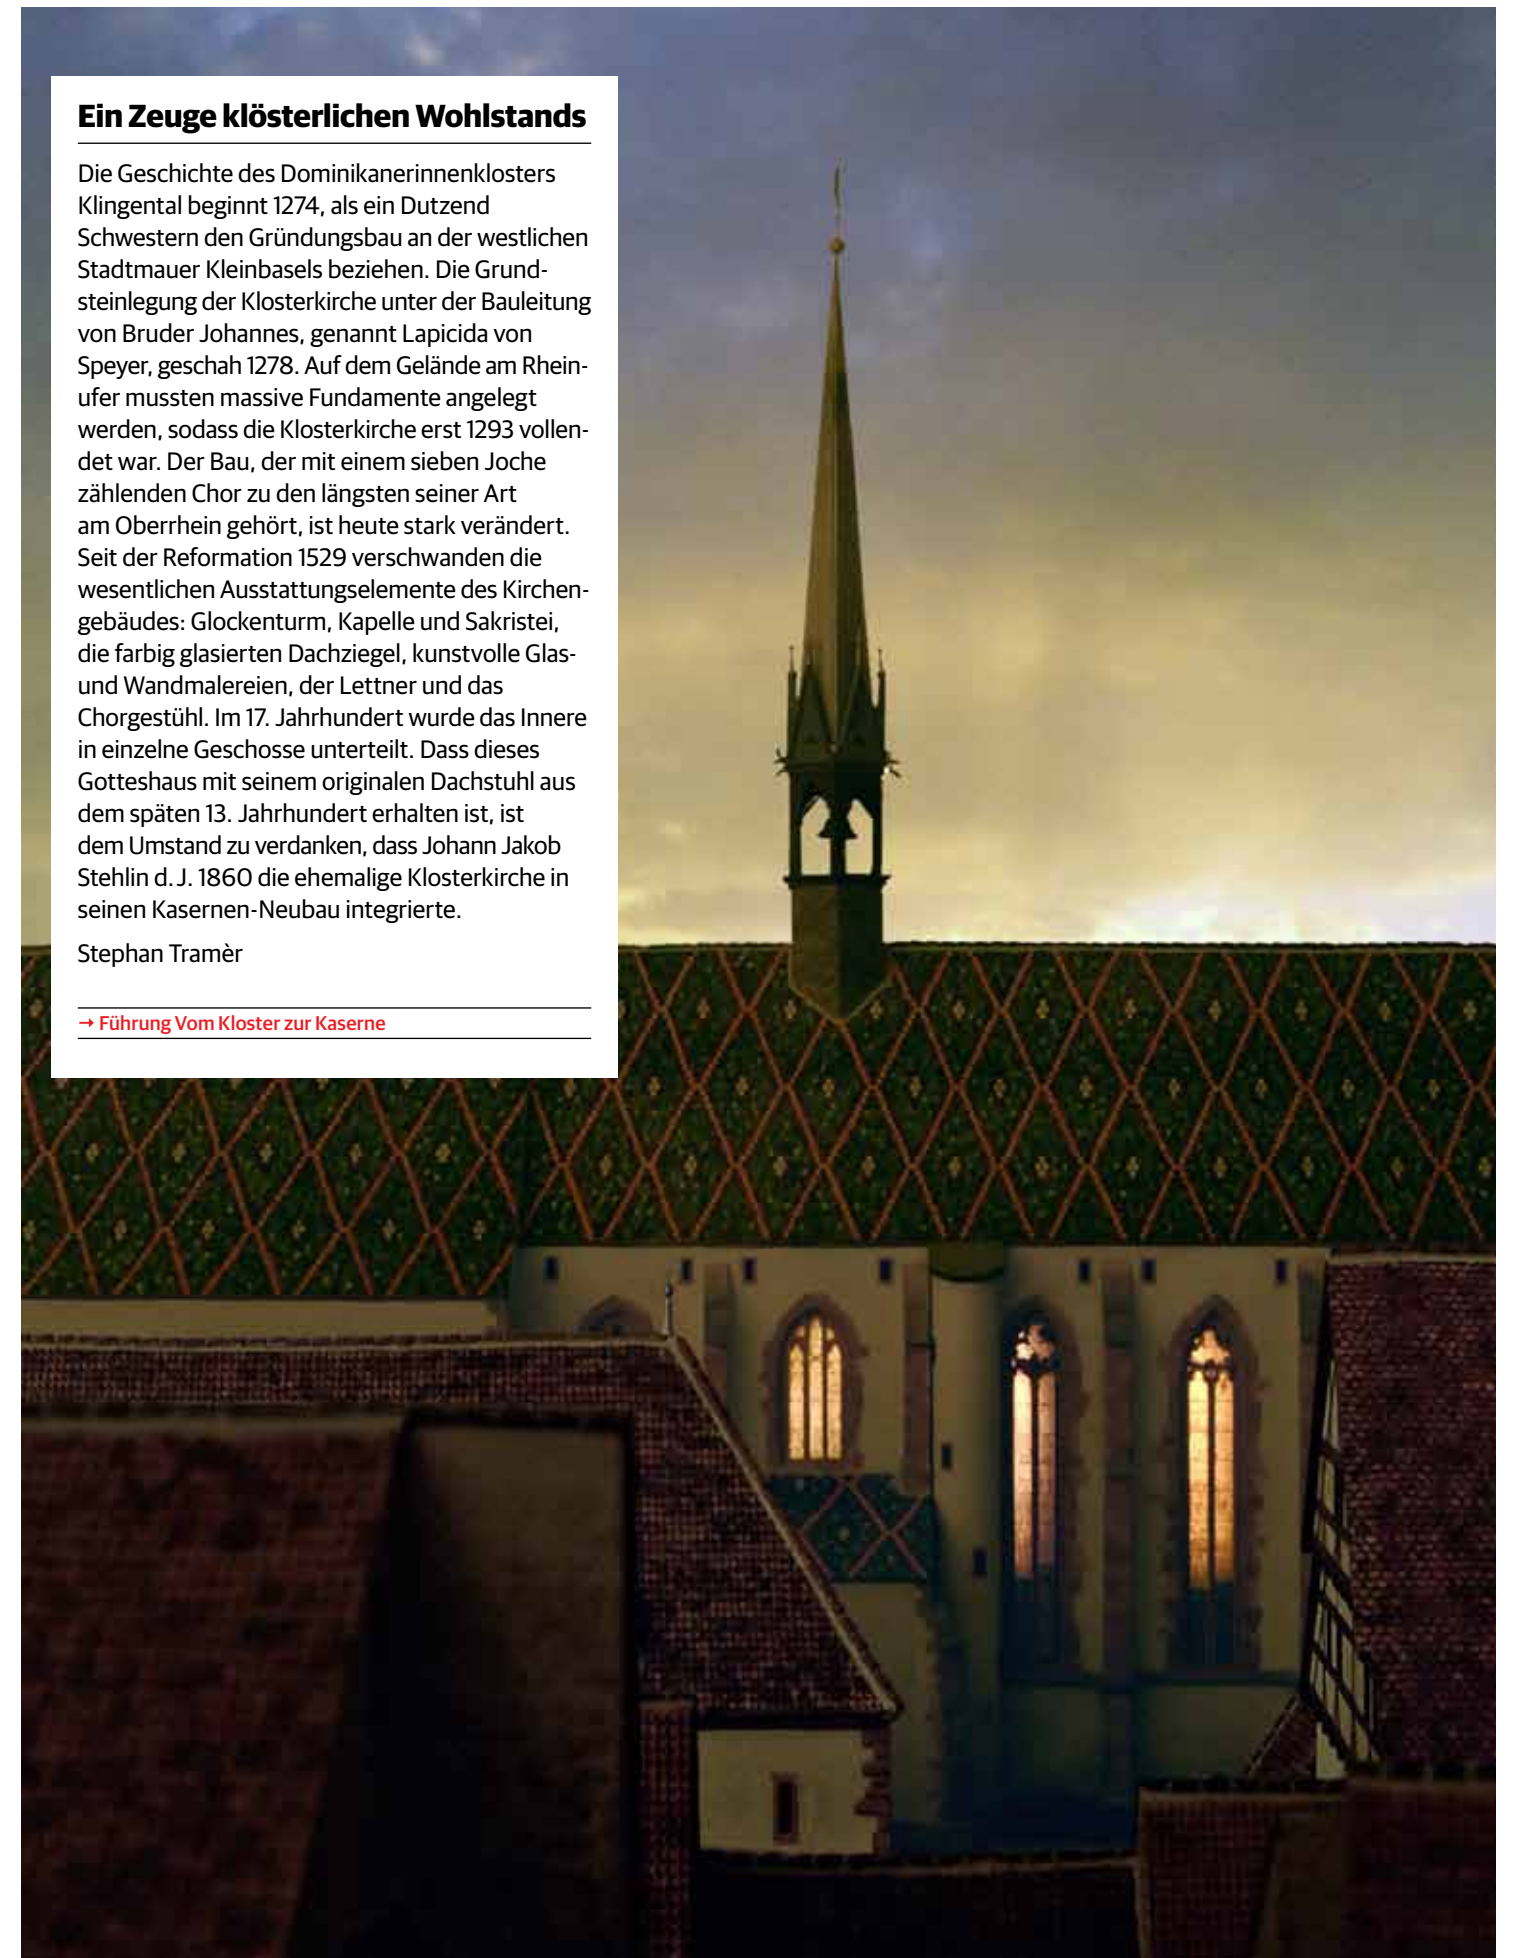 Ein Zeuge klösterlichen Wohlstands
Die Geschichte des Dominikanerinnenklosters
Klingental beginnt 1274, als ein Dutzend
Schwestern den Gründungsbau an der westlichen
Stadtmauer Kleinbasels beziehen. Die Grund-
steinlegung der Klosterkirche unter der Bauleitung
von Bruder Johannes, genannt Lapicida von
Speyer, geschah 1278. Auf dem Gelände am Rhein-
ufer mussten massive Fundamente angelegt
werden, sodass die Klosterkirche erst 1293 vollen-
det war. Der Bau, der mit einem sieben Joche
zählenden Chor zu den längsten seiner Art
am Oberrhein gehört, ist heute stark verändert.
Seit der Reformation 1529 verschwanden die
wesentlichen Ausstattungselemente des Kirchen-
gebäudes: Glockenturm, Kapelle und Sakristei,
die farbig glasierten Dachziegel, kunstvolle Glas-
und Wandmalereien, der Lettner und das
Chorgestühl. Im 17. Jahrhundert wurde das Innere
in einzelne Geschosse unterteilt. Dass dieses
Gotteshaus mit seinem originalen Dachstuhl aus
dem späten 13. Jahrhundert erhalten ist, ist
dem Umstand zu verdanken, dass Johann Jakob
Stehlin d. J. 1860 die ehemalige Klosterkirche in
seinen Kasernen-Neubau integrierte.
Stephan Tramèr
→ Führung Vom Kloster zur Kaserne